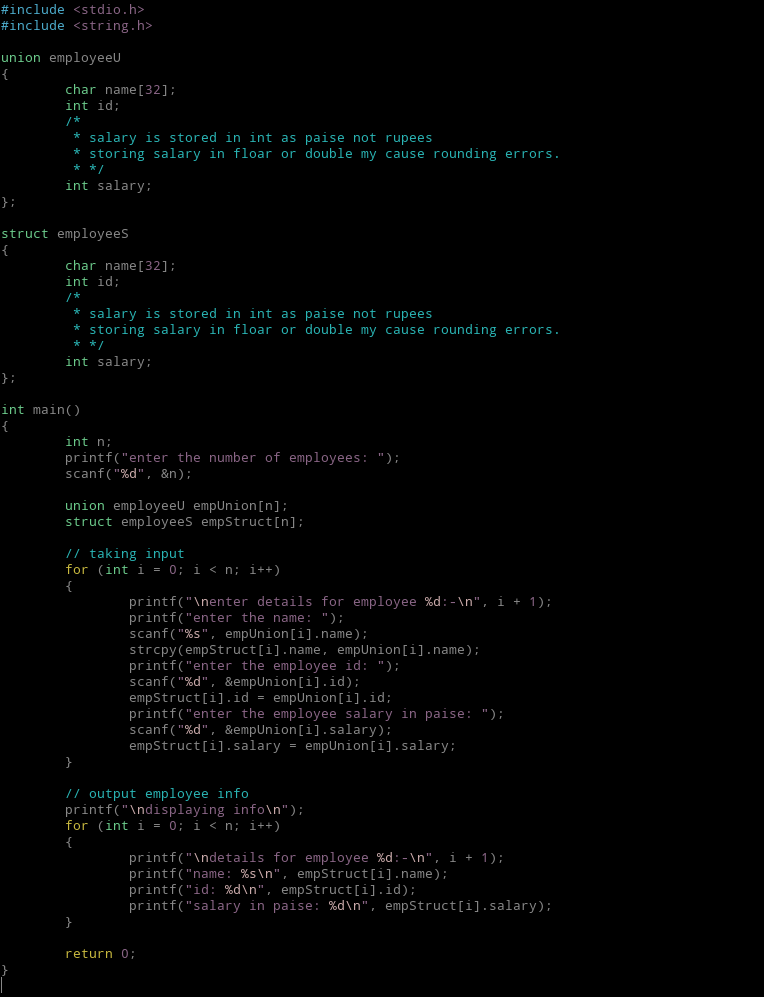 #include <stdio.h>
#include <string.h>

union employeeU
{
        char name[32];
        int id;
        /*
         * salary is stored in int as paise not rupees
         * storing salary in floar or double my cause rounding errors.
         * */
        int salary;
};

struct employeeS
{
        char name[32];
        int id;
        /*
         * salary is stored in int as paise not rupees
         * storing salary in floar or double my cause rounding errors.
         * */
        int salary;
};

int main()
{
        int n;
        printf("enter the number of employees: ");
        scanf("%d", &n);

        union employeeU empUnion[n];
        struct employeeS empStruct[n];

        // taking input
        for (int i = 0; i < n; i++)
        {
                printf("\nenter details for employee %d:-\n", i + 1);
                printf("enter the name: ");
                scanf("%s", empUnion[i].name);
                strcpy(empStruct[i].name, empUnion[i].name);
                printf("enter the employee id: ");
                scanf("%d", &empUnion[i].id);
                empStruct[i].id = empUnion[i].id;
                printf("enter the employee salary in paise: ");
                scanf("%d", &empUnion[i].salary);
                empStruct[i].salary = empUnion[i].salary;
        }

        // output employee info
        printf("\ndisplaying info\n");
        for (int i = 0; i < n; i++)
        {
                printf("\ndetails for employee %d:-\n", i + 1);
                printf("name: %s\n", empStruct[i].name);
                printf("id: %d\n", empStruct[i].id);
                printf("salary in paise: %d\n", empStruct[i].salary);
        }

        return 0;
}